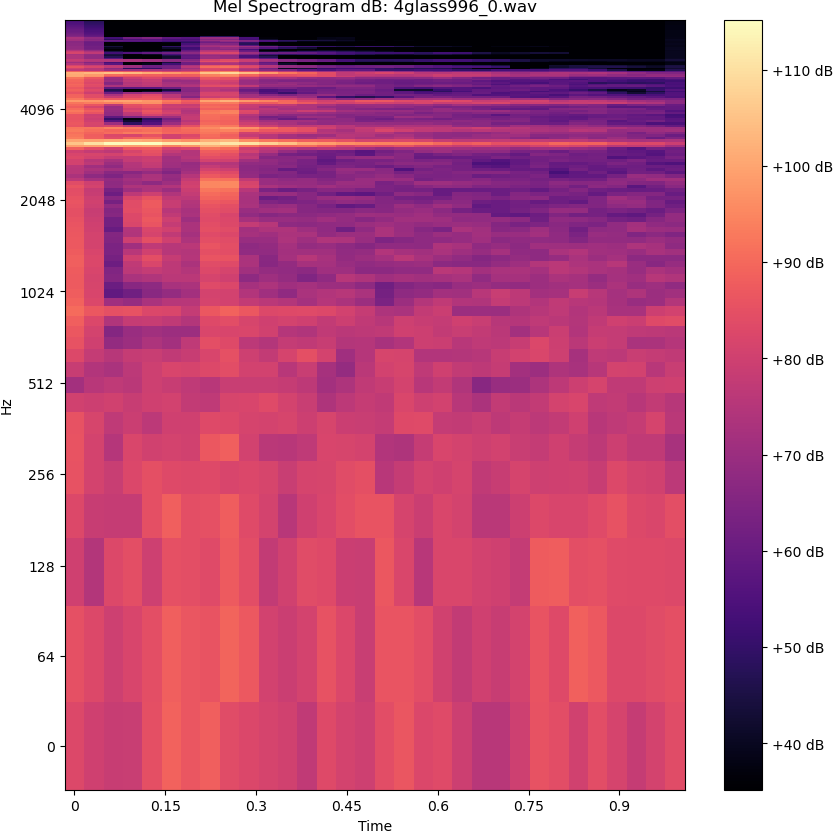 Mel Spectrogram dB: 4glass996_0.wav
+110 dB
4096
+100 dB
2048
+90 dB
1024
+80 dB
512
Hz
+70 dB
256
+60 dB
128
+50 dB
64
+40 dB
0
0 0.15 0.3 0.45 0.6 0.75 0.9
Time